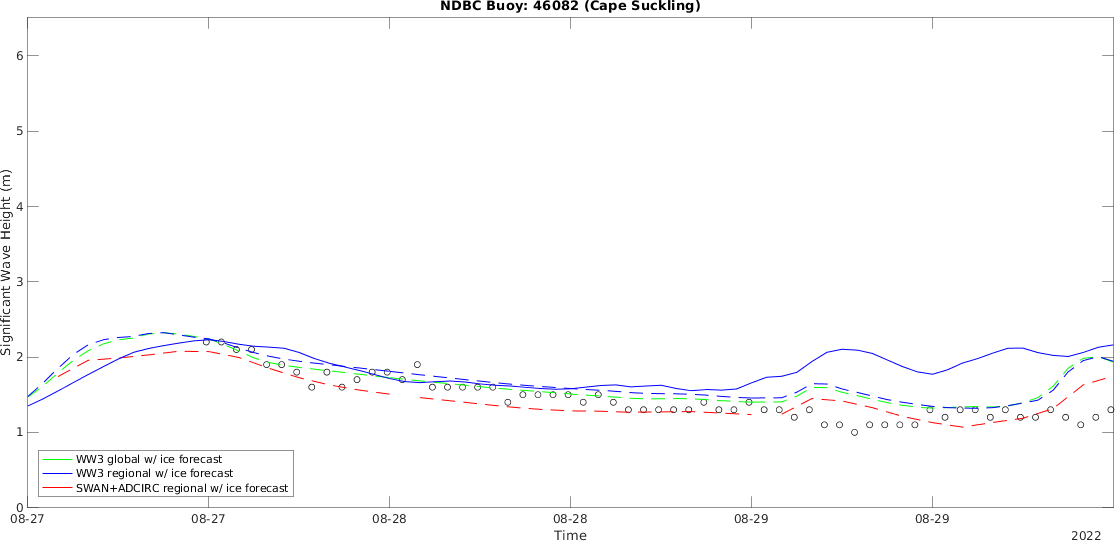 NDBC Buoy: 46082 (Cape Suckling)
Significant Wave Height (m)
6
5
4
3
2
1
0
WW3 global w/ ice forecast
WW3 regional w/ ice forecast
SWAN+ADCIRC regional w/ ice forecast
08-27 08-27 08-28 08-28 08-29 08-29
Time
2022